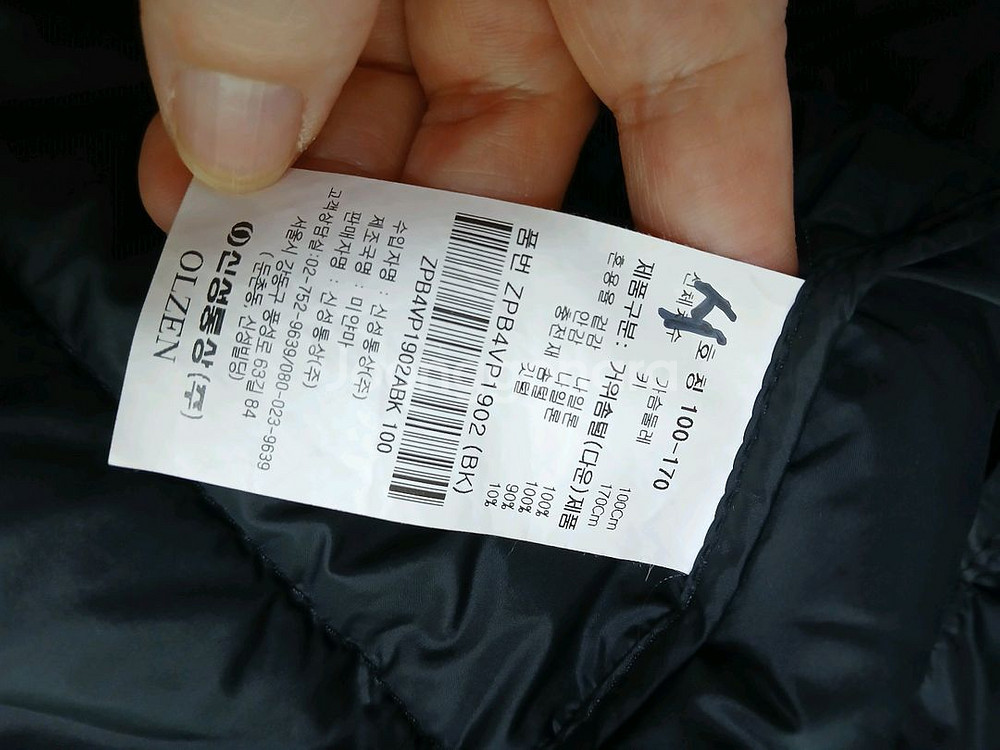 호 칭 100-170
신체치수 가슴둘레 100Cm
키 170cm
제품구분: 거위솜털(다운)제품
혼용율 겉감 나일론 100%
안감 나일론 100%
충전재 솜털 90%
깃털 10%
품번 ZPB4VP1902 (BK)
ZPB4VP1902ABK 100
수입자명 : 신성통상(주)
제조국명 : 미얀마
판매자명 : 신성통상(주)
고객상담실:02-752-9639/080-023-9639
서울시 강동구 풍성로 63길 84
(둔촌동 신성빌딩)
신성통상(주)
OLZEN